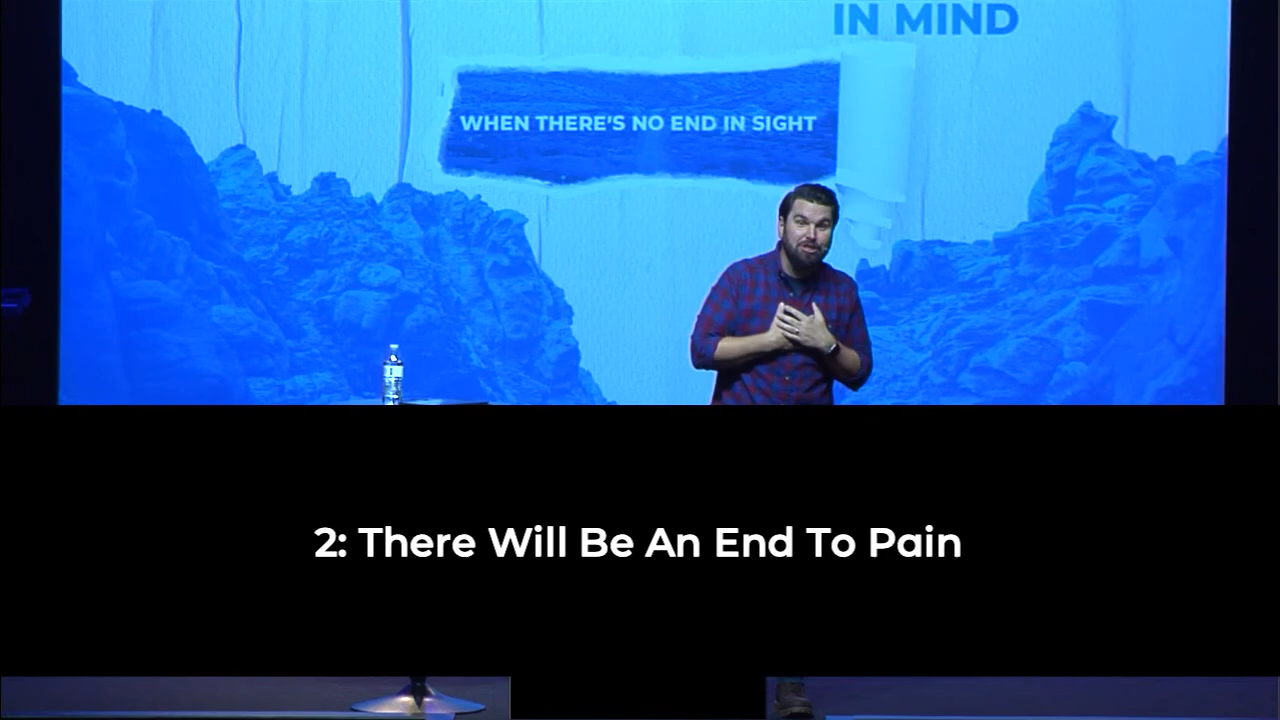 IN MIND
WHEN THERE'S NO END IN SIGHT
2: There Will Be An End To Pain